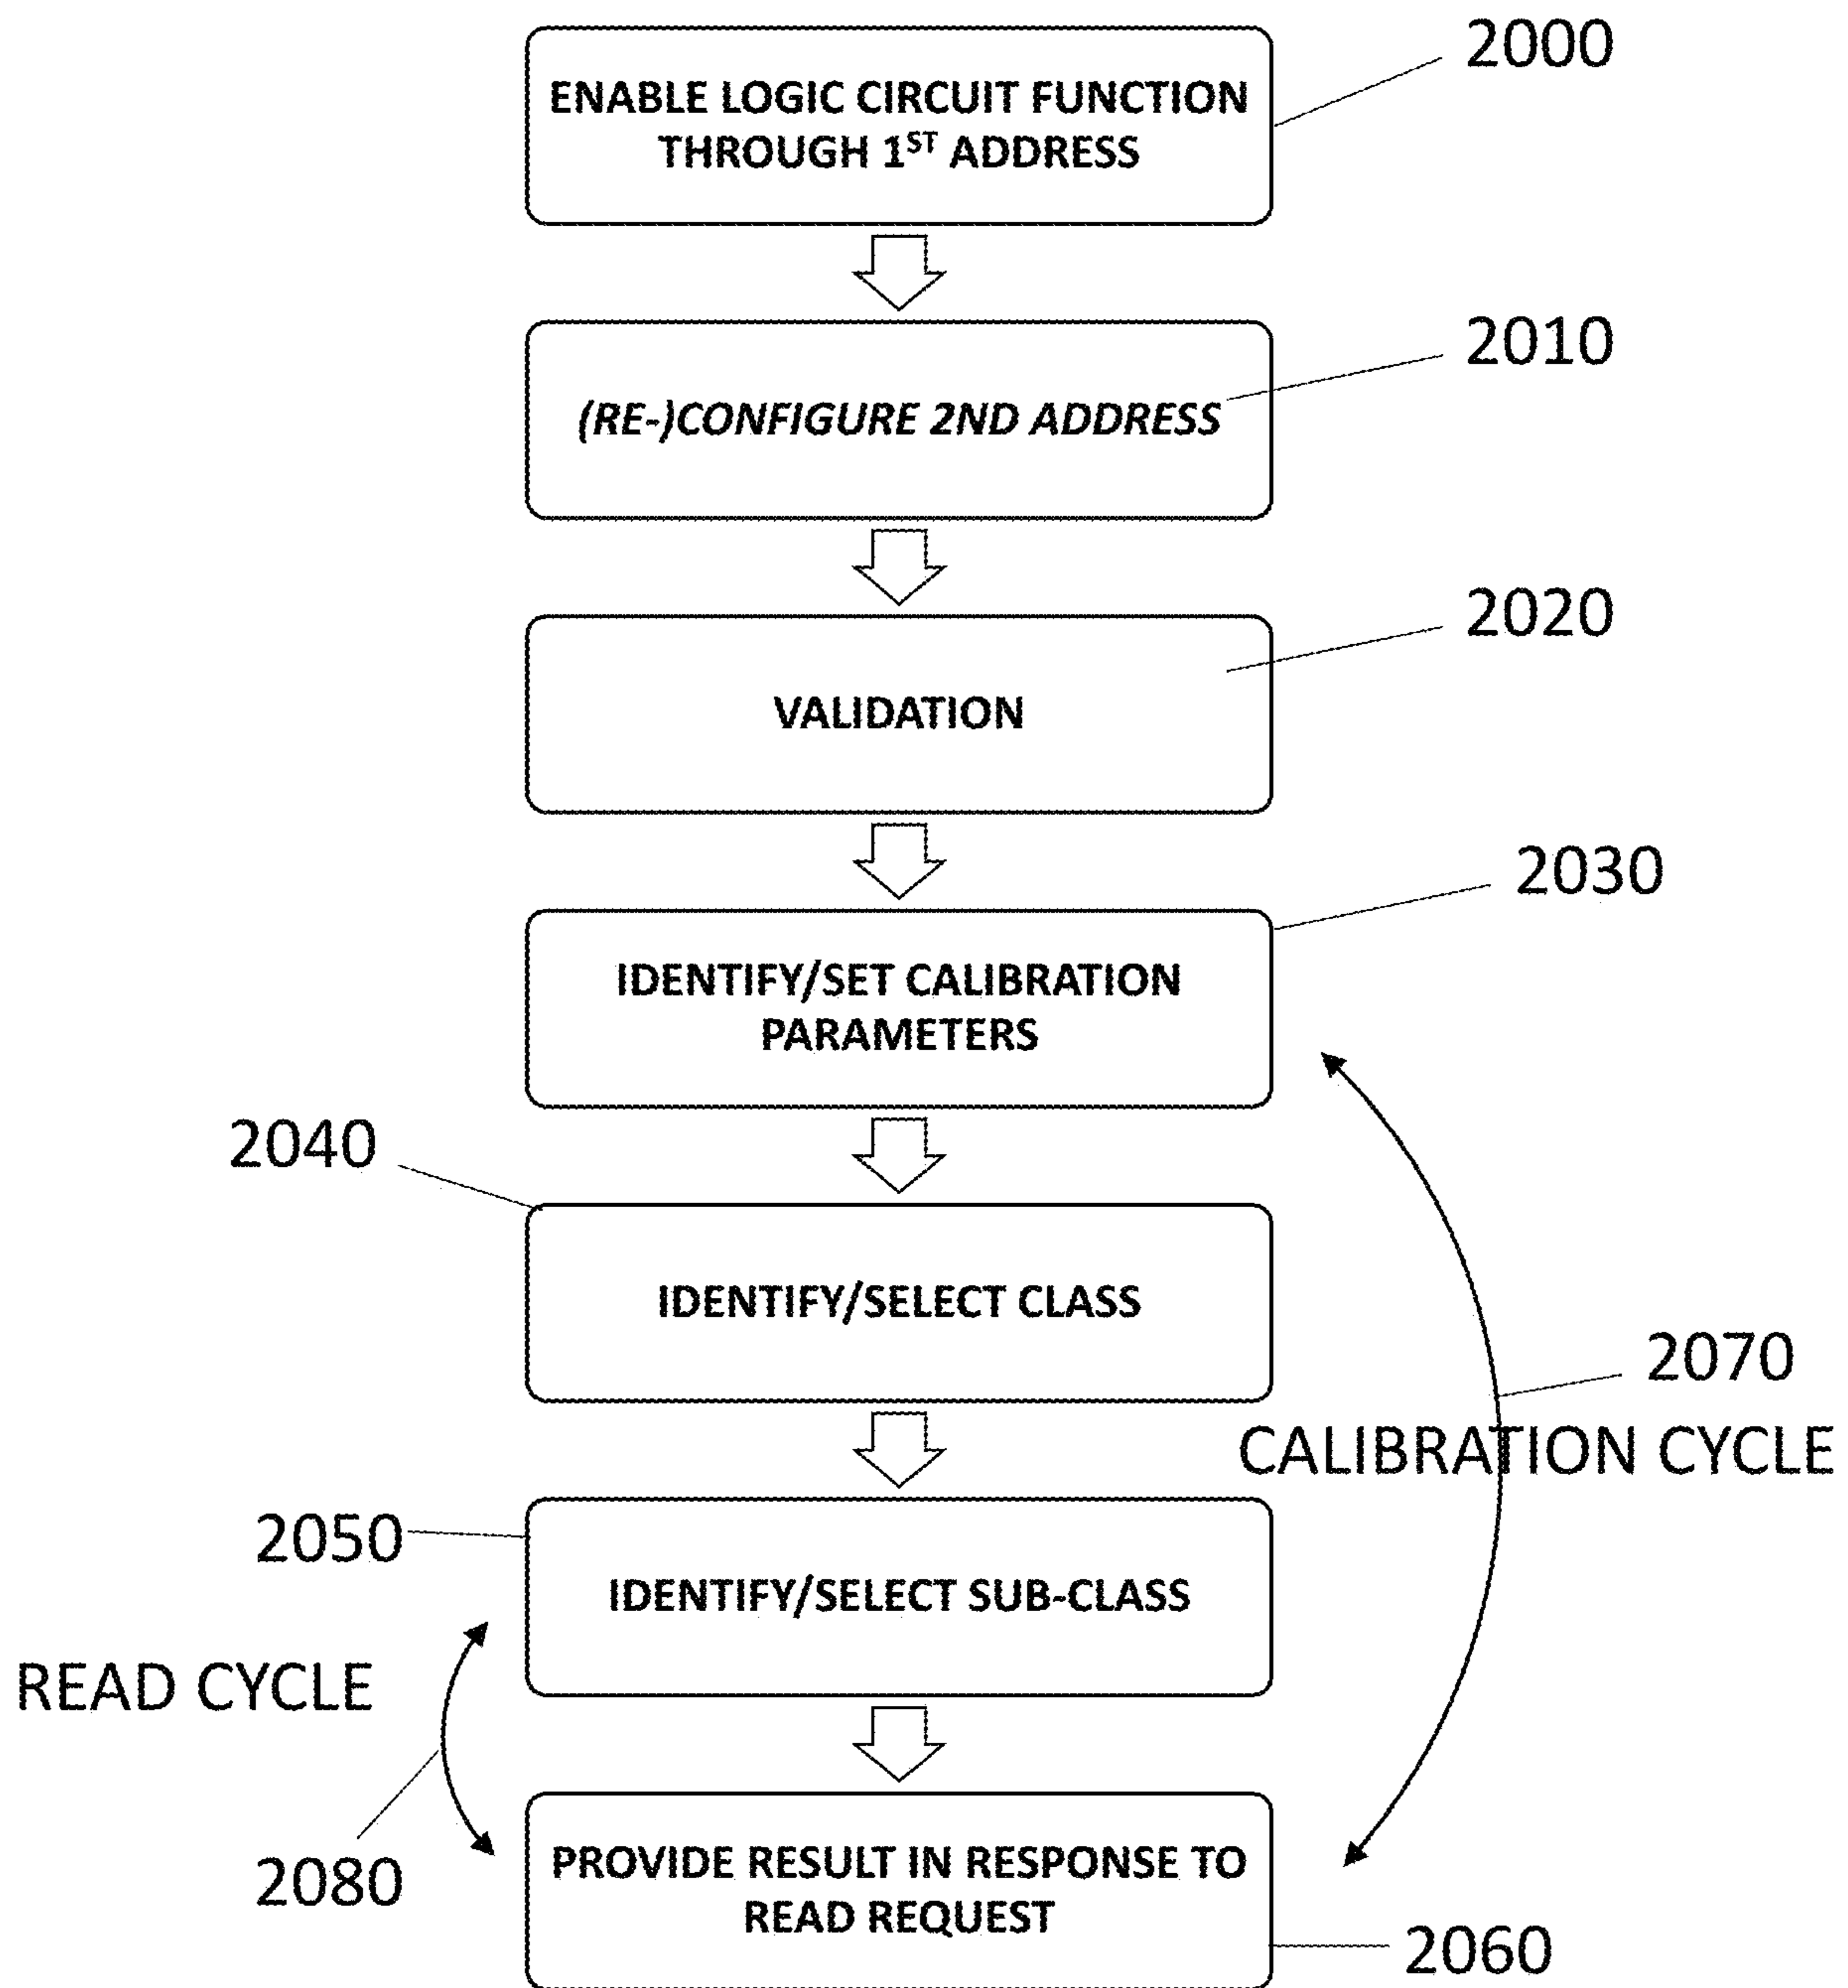 2000
ENABLE LOGIC CIRCUIT FUNCTION
THROUGH 1ST ADDRESS
2010
(RE-)CONFIGURE 2ND ADDRESS
2020
VALIDATION
2030
IDENTIFY/SET CALIBRATION
PARAMETERS
2040
IDENTIFY/SELECT CLASS
2070
CALIBRATION CYCLE
2050
IDENTIFY/SELECT SUB-CLASS
READ CYCLE
2080
PROVIDE RESULT IN RESPONSE TO
READ REQUEST
2060